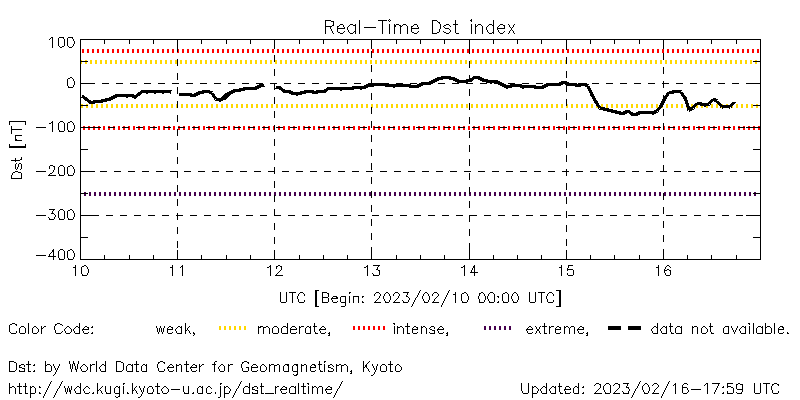 Real-Time Dst index
100
0
-100
-200
-300
-400
Dst [nT]
10 11 12 13 14 15 16
UTC [Begin: 2023/02/10 00:00 UTC]
Color Code: weak, moderate, intense, extreme, data not available.
Dst: by World Data Center for Geomagnetism, Kyoto
http://wdc.kugi.kyoto-u.ac.jp/dst_realtime/ Updated: 2023/02/16-17:59 UTC